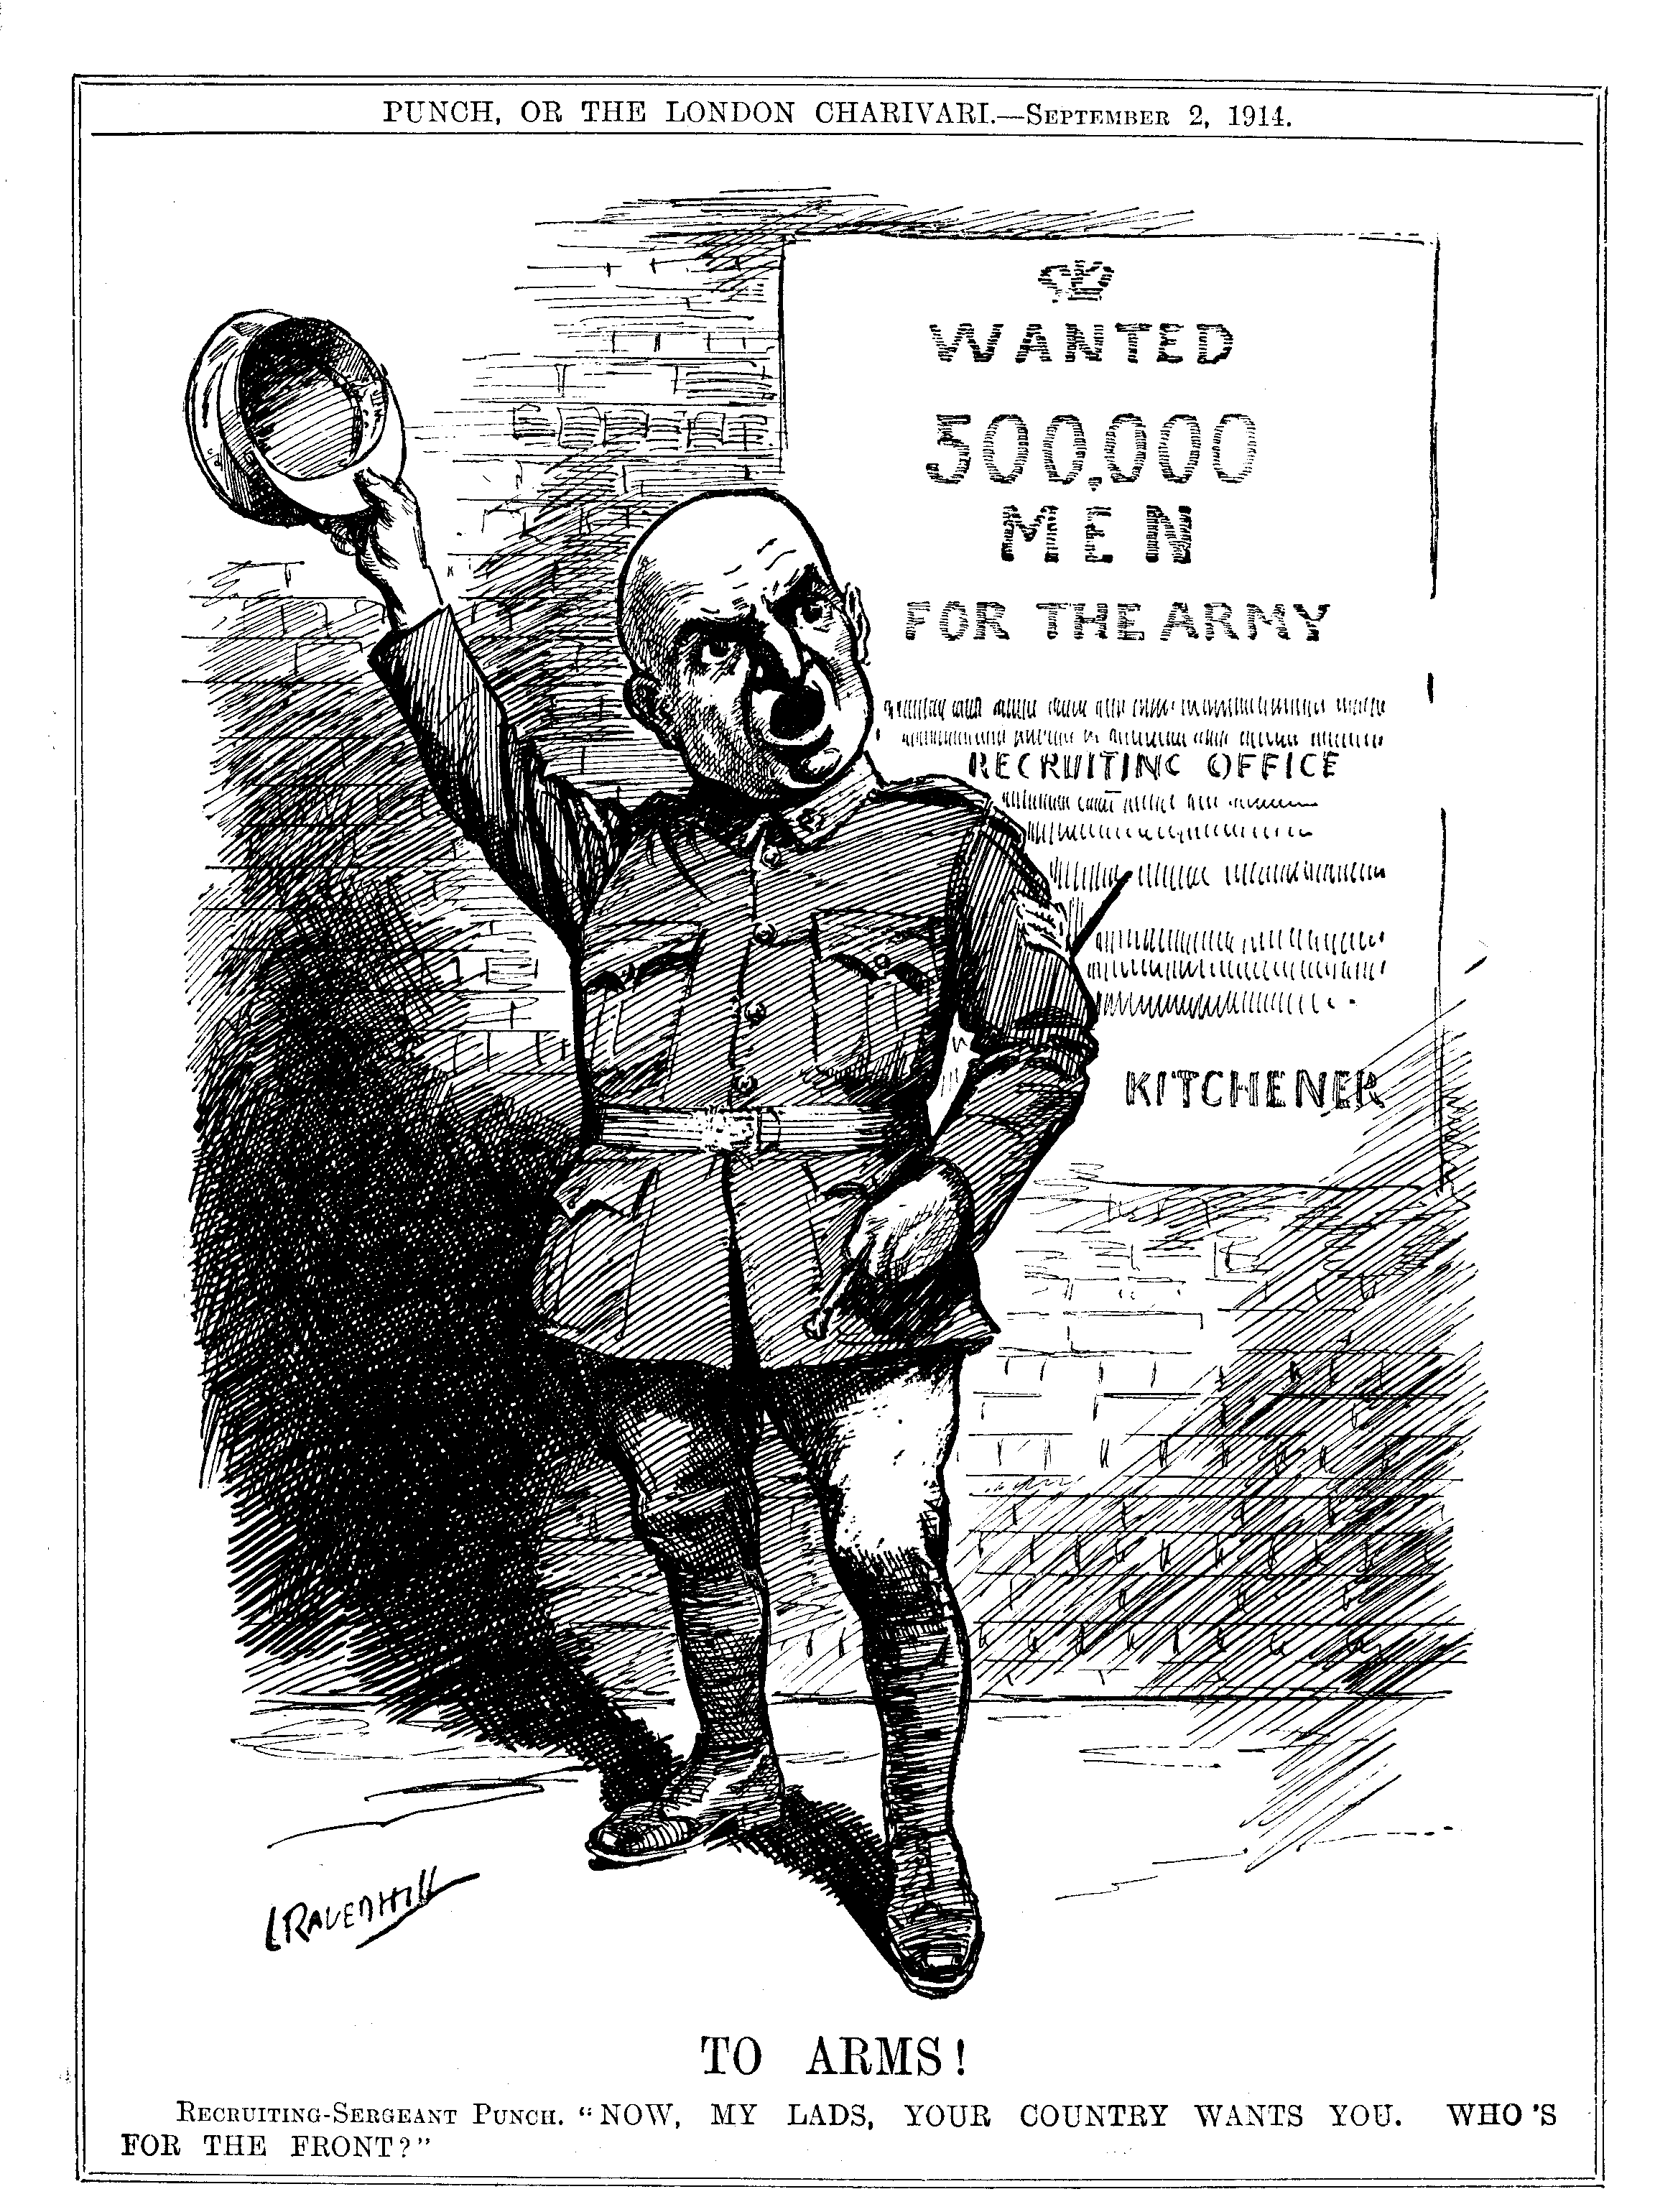 PUNCH, OR THE LONDON CHARIVARI.—SEPTEMBER 2, 1914.
WANTED
500,000
MEN
FOR THE ARMY
RECRUITING OFFICE
KITCHENER
L RAVENHILL
TO ARMS!
RECRUITING-SERGEANT PUNCH. "NOW, MY LADS, YOUR COUNTRY WANTS YOU. WHO'S
FOR THE FRONT?"